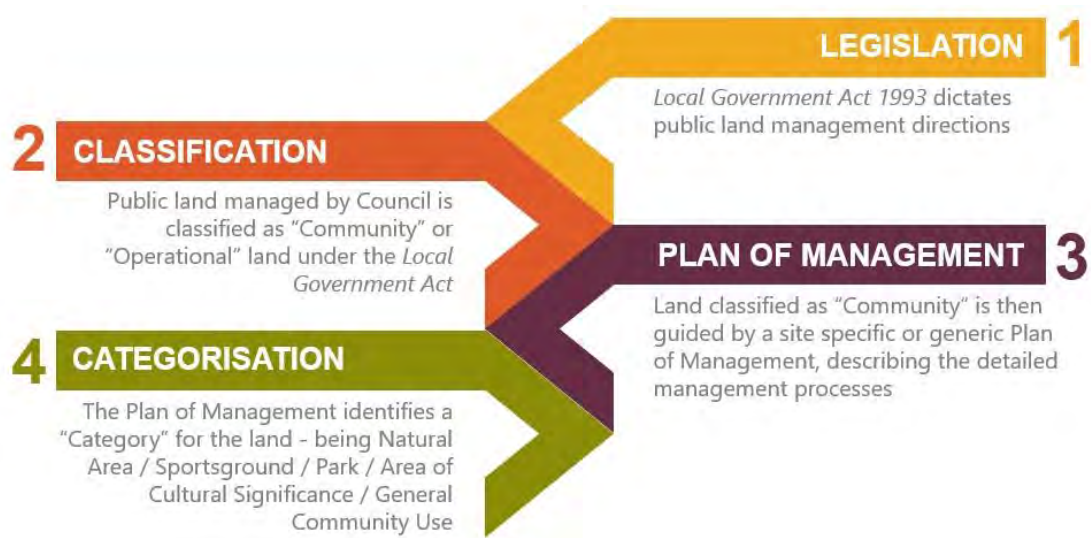 LEGISLATION 1
Local Government Act 1993 dictates
public land management directions
2 CLASSIFICATION
Public land managed by Council is
classified as “Community” or
“Operational” land under the Local
Government Act
PLAN OF MANAGEMENT 3
Land classified as “Community” is then
guided by a site specific or generic Plan
of Management, describing the detailed
management processes
4 CATEGORISATION
The Plan of Management identifies a
“Category” for the land - being Natural
Area / Sportsground / Park / Area of
Cultural Significance / General
Community Use